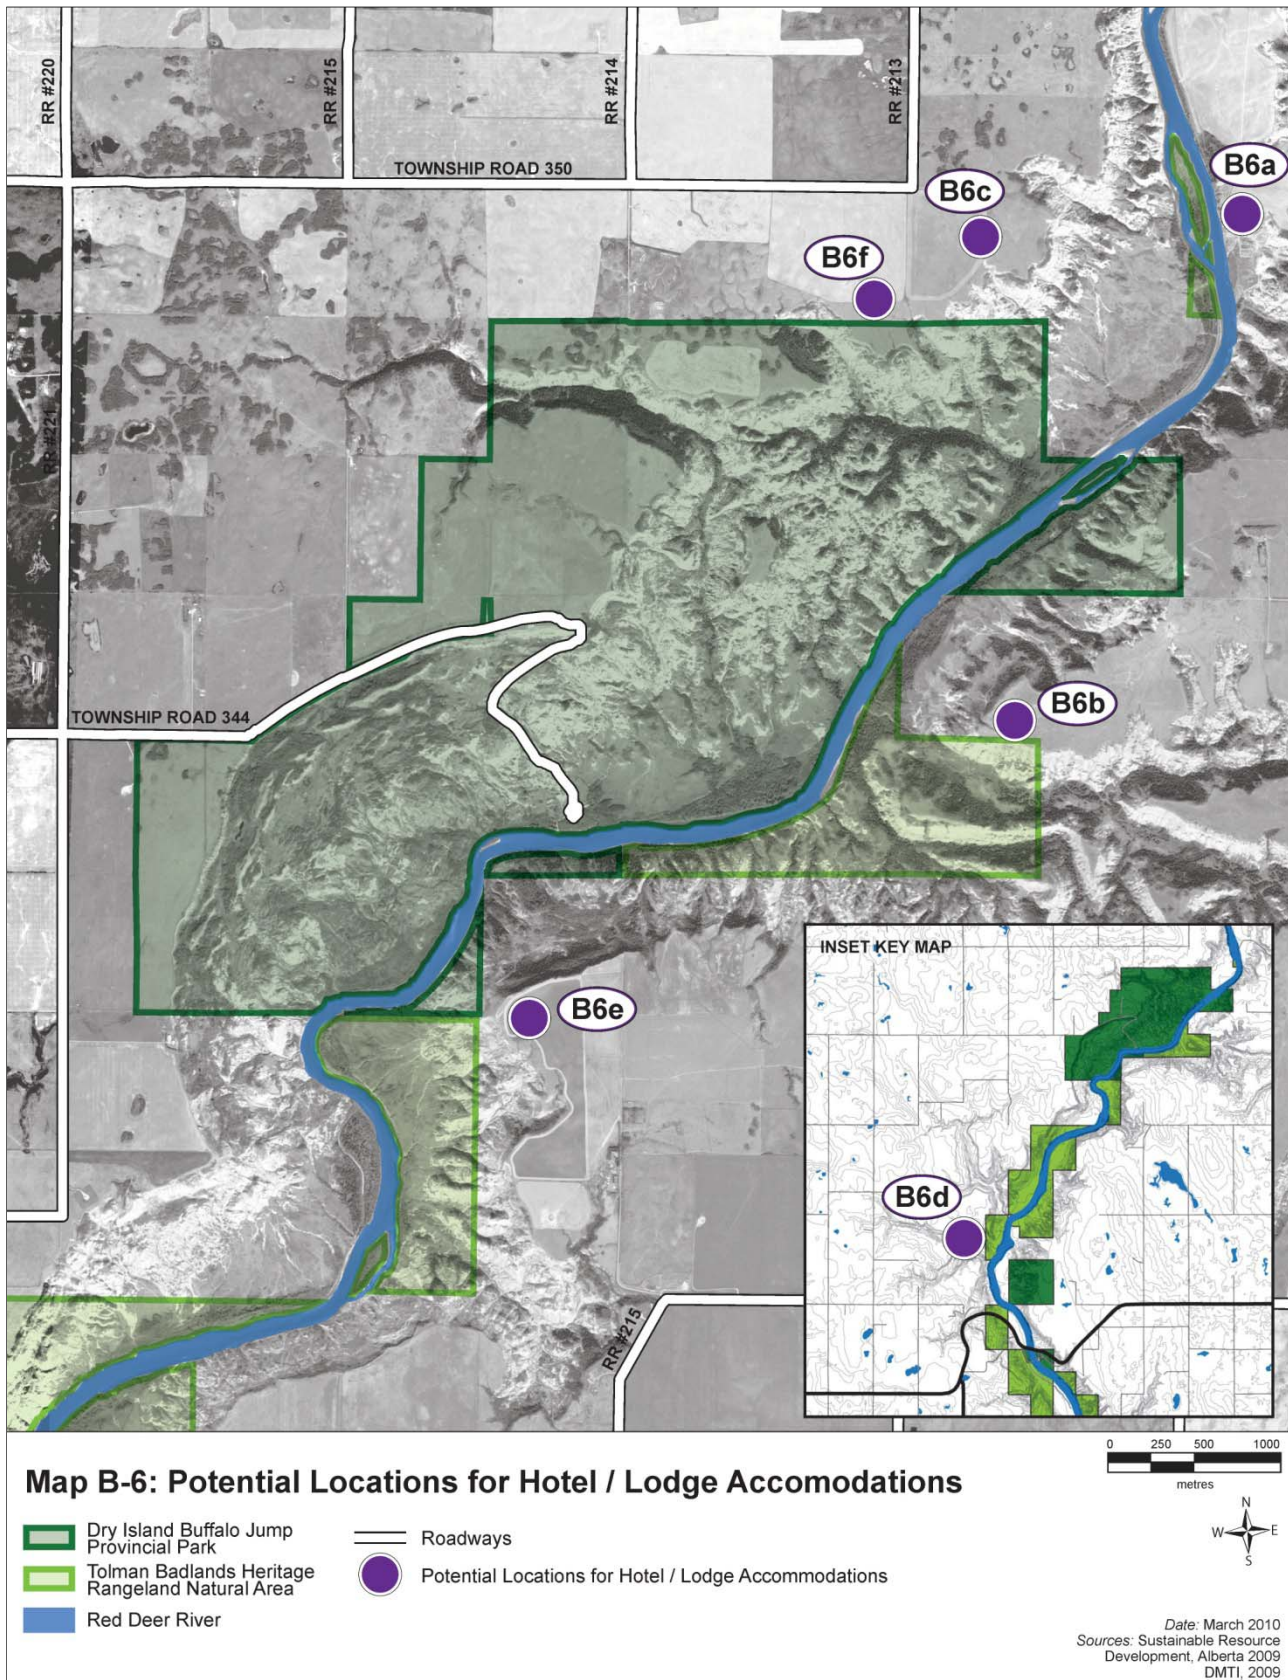 RR #220
RR #215
RR #214
RR #213
TOWNSHIP ROAD 350
B6a
B6c
B6f
RR #221
TOWNSHIP ROAD 344
B6b
B6e
INSET KEY MAP
B6d
RR #215
Map B-6: Potential Locations for Hotel / Lodge Accomodations
0 250 500 1000
metres
N
W E
S
Dry Island Buffalo Jump
Provincial Park
Tolman Badlands Heritage
Rangeland Natural Area
Red Deer River
Roadways
Potential Locations for Hotel / Lodge Accommodations
Date: March 2010
Sources: Sustainable Resource
Development, Alberta 2009
DMTI, 2009